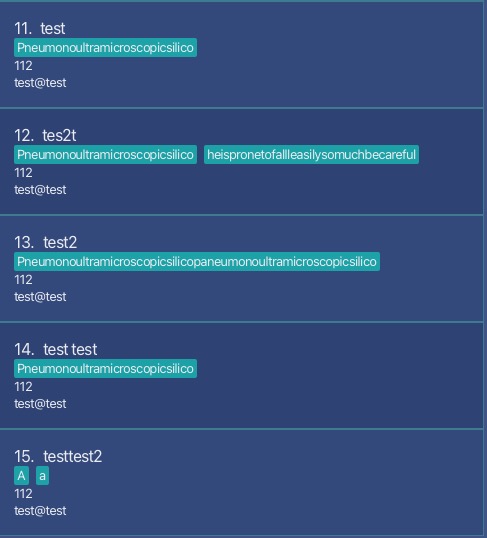 11. test
Pneumonoultramicroscopicsilico
112
test@test
12. tes2t
Pneumonoultramicroscopicsilico heispronetofallleasilysomuchbecareful
112
test@test
13. test2
Pneumonoultramicroscopicsilicopaneumonoultramicroscopicsilico
112
test@test
14. test test
Pneumonoultramicroscopicsilico
112
test@test
15. testtest2
A a
112
test@test